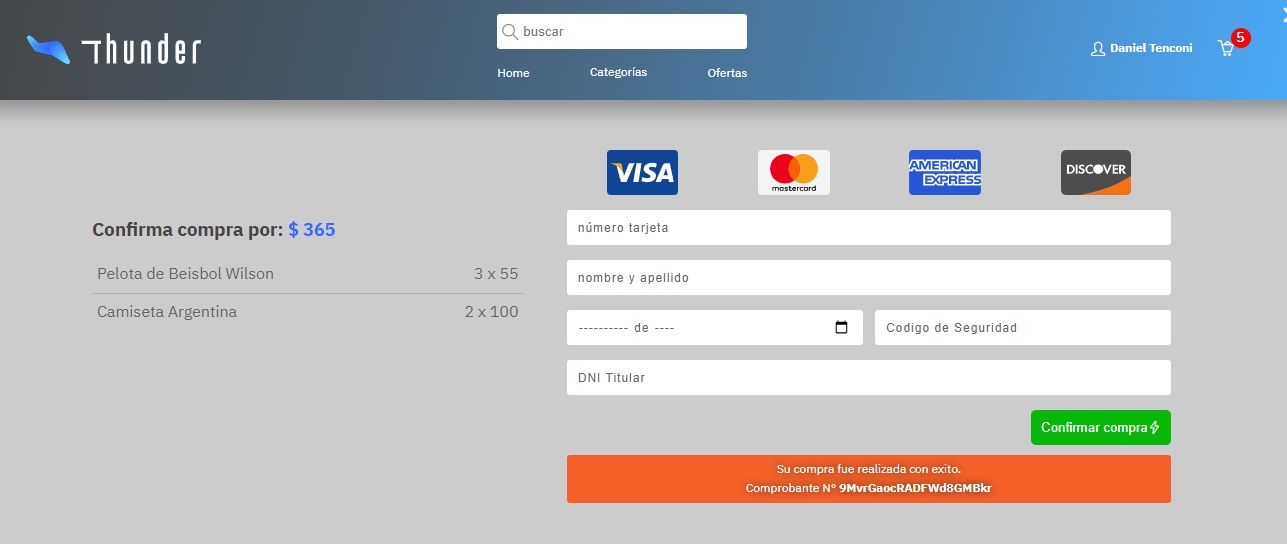 Thunder
buscar
Home Categorías Ofertas
Daniel Tenconi
5
VISA
mastercard
AMERICAN
EXPRESS
DISCOVER
Confirma compra por: $ 365
Pelota de Beisbol Wilson 3 x 55
Camiseta Argentina 2 x 100
número tarjeta
nombre y apellido
---------- de ----
Codigo de Seguridad
DNI Titular
Confirmar compra
Su compra fue realizada con exito.
Comprobante N° 9MvrGaocRADFWd8GMBkr